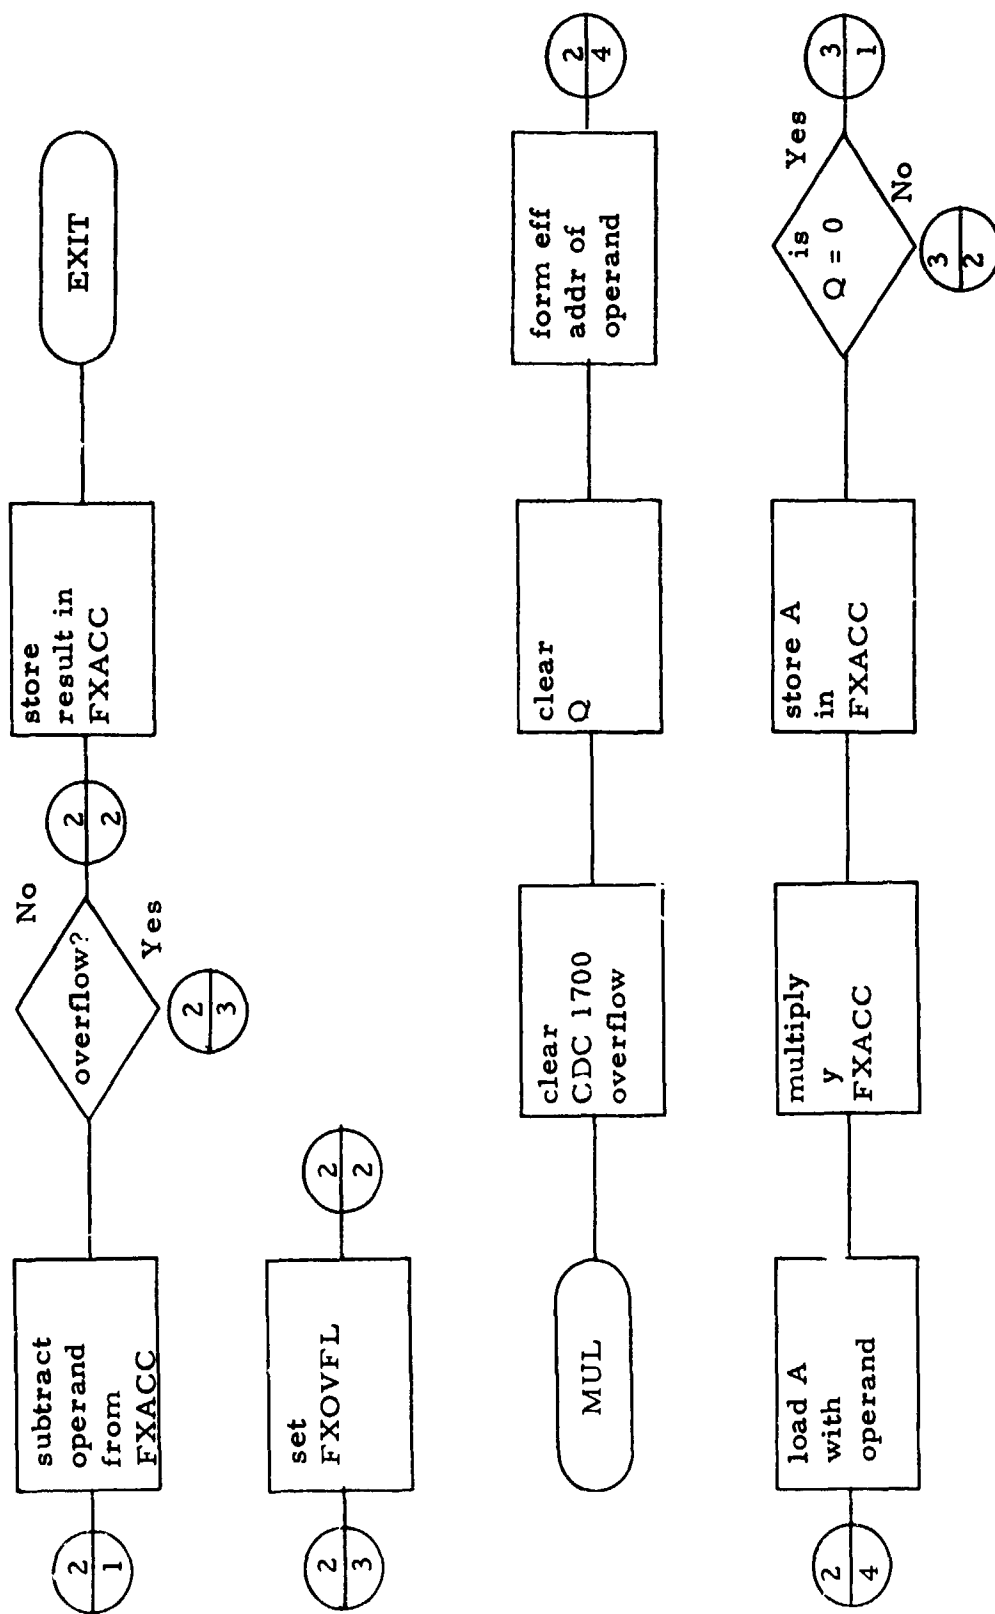 2
1
subtract
operand
from
FXACC
overflow?
No
Yes
2
3
2
2
store
result in
FXACC
EXIT
2
3
set
FXOVFL
2
2
MUL
clear
CDC 1700
overflow
clear
Q
form eff
addr of
operand
2
4
2
4
load A
with
operand
multiply
y
FXACC
store A
in
FXACC
is
Q = 0
Yes
No
3
1
3
2